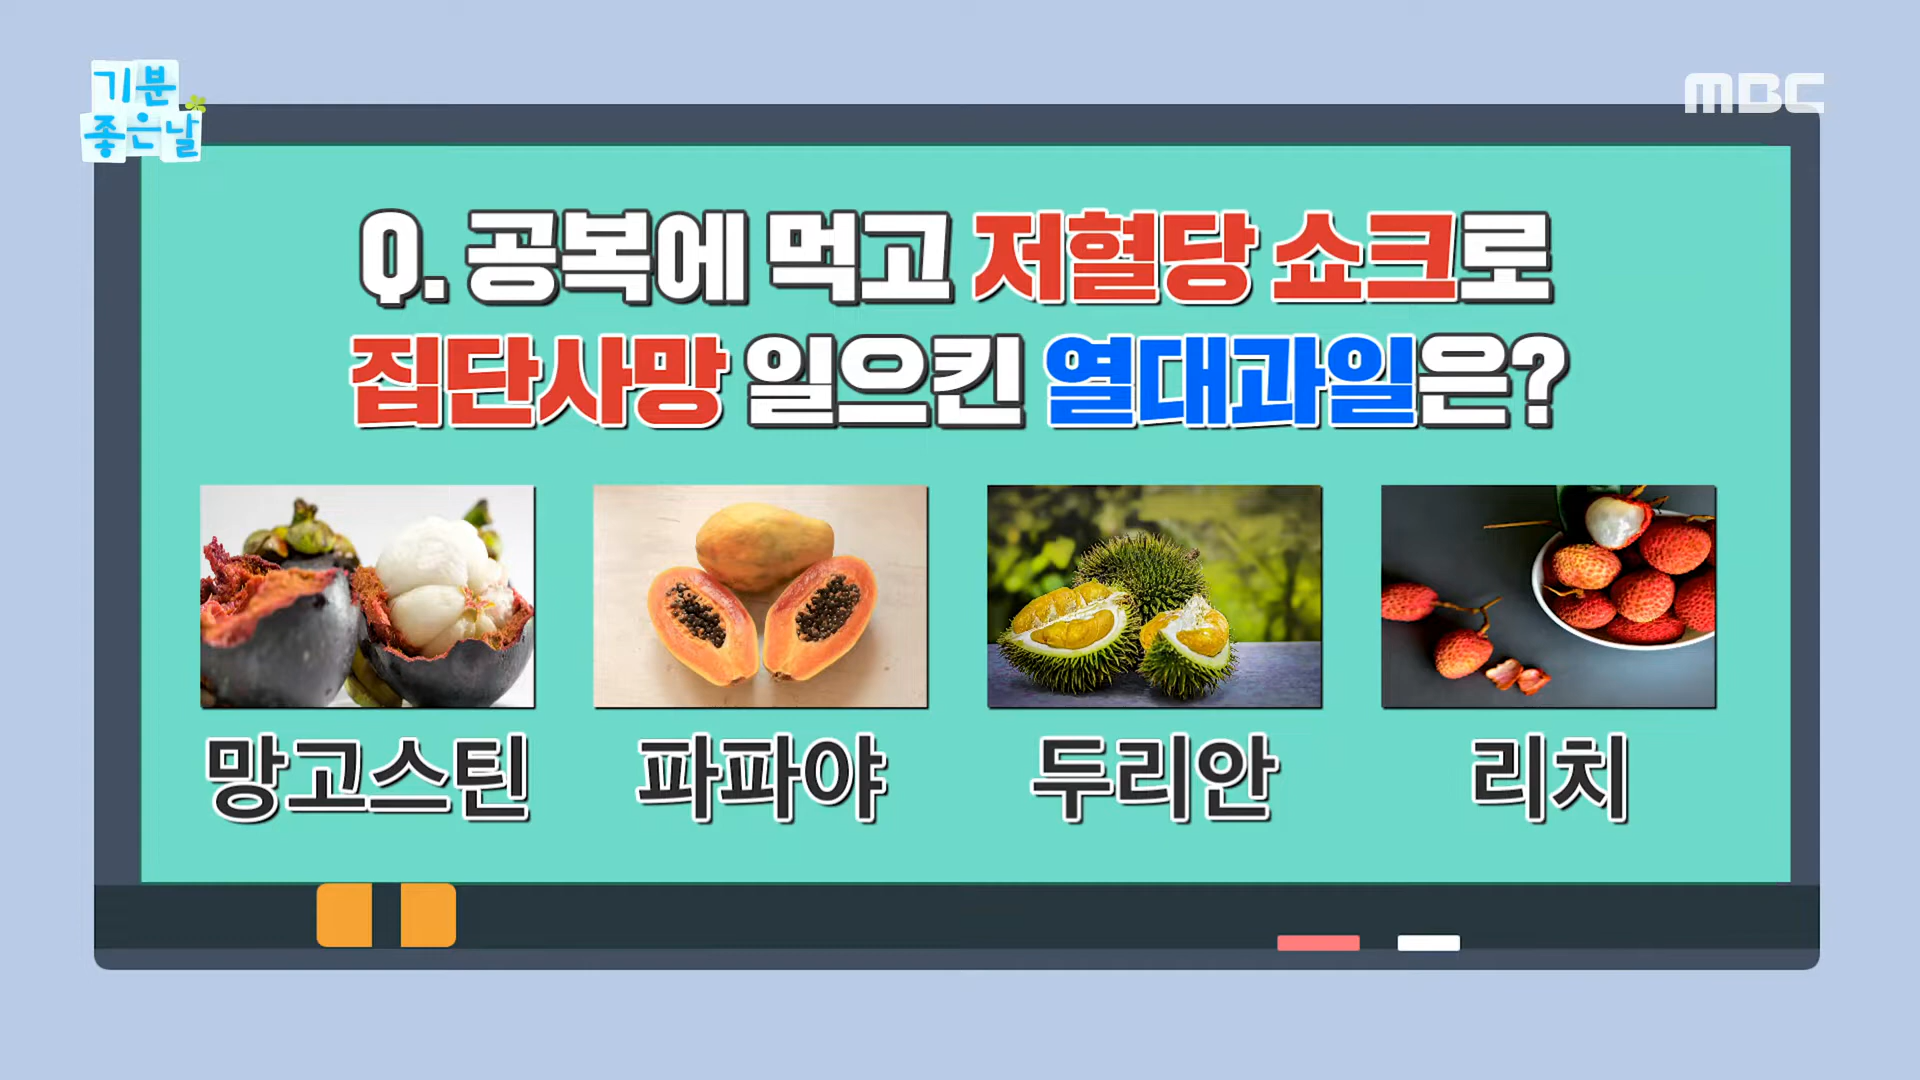 기분
좋은날
MBC
Q. 공복에 먹고 저혈당 쇼크로
집단사망 일으킨 열대과일은?
망고스틴
파파야
두리안
리치